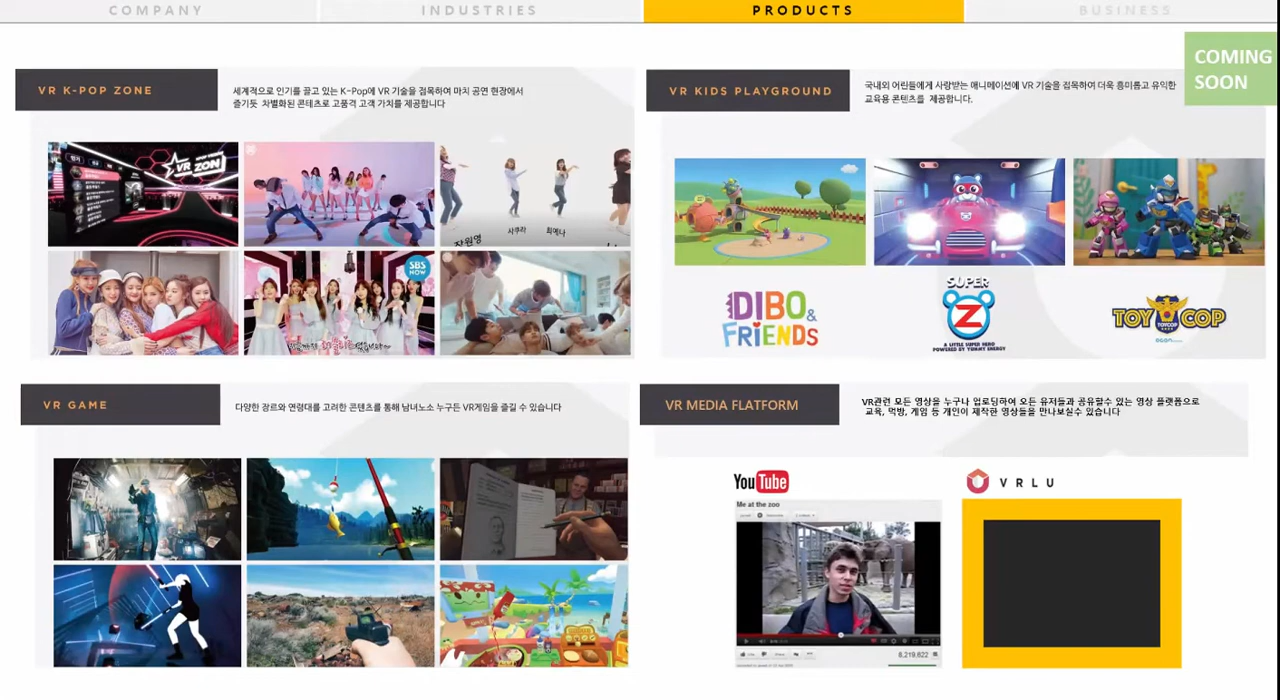 COMPANY
INDUSTRIES
PRODUCTS
BUSINESS
COMING
SOON
VR K-POP ZONE
세계적으로 인기를 끌고 있는 K-Pop에 VR 기술을 접목하여 마치 공연 현장에서
즐기듯 차별화된 콘텐츠로 고품격 고객 가치를 제공합니다
VR ZON
장원영
사쿠라
최예나
SBS
NOW
VR KIDS PLAYGROUND
국내외 어린들에게 사랑받는 애니메이션에 VR 기술을 접목하여 더욱 흥미롭고 유익한
교육용 콘텐츠를 제공합니다.
DIBO &
FRIENDS
SUPER
Z
A LITTLE SUPER HERO
POWERED BY YUMMY ENERGY
TOY COP
TOYCOP
VR GAME
다양한 장르와 연령대를 고려한 콘텐츠를 통해 남녀노소 누구든 VR게임을 즐길 수 있습니다
VR MEDIA FLATFORM
VR관련 모든 영상을 누구나 업로딩하여 모든 유저들과 공유할수 있는 영상 플랫폼으로
교육, 먹방, 게임 등 개인이 제작한 영상들을 만나보실수 있습니다
YouTube
Me at the zoo
8,219,622
VRLU